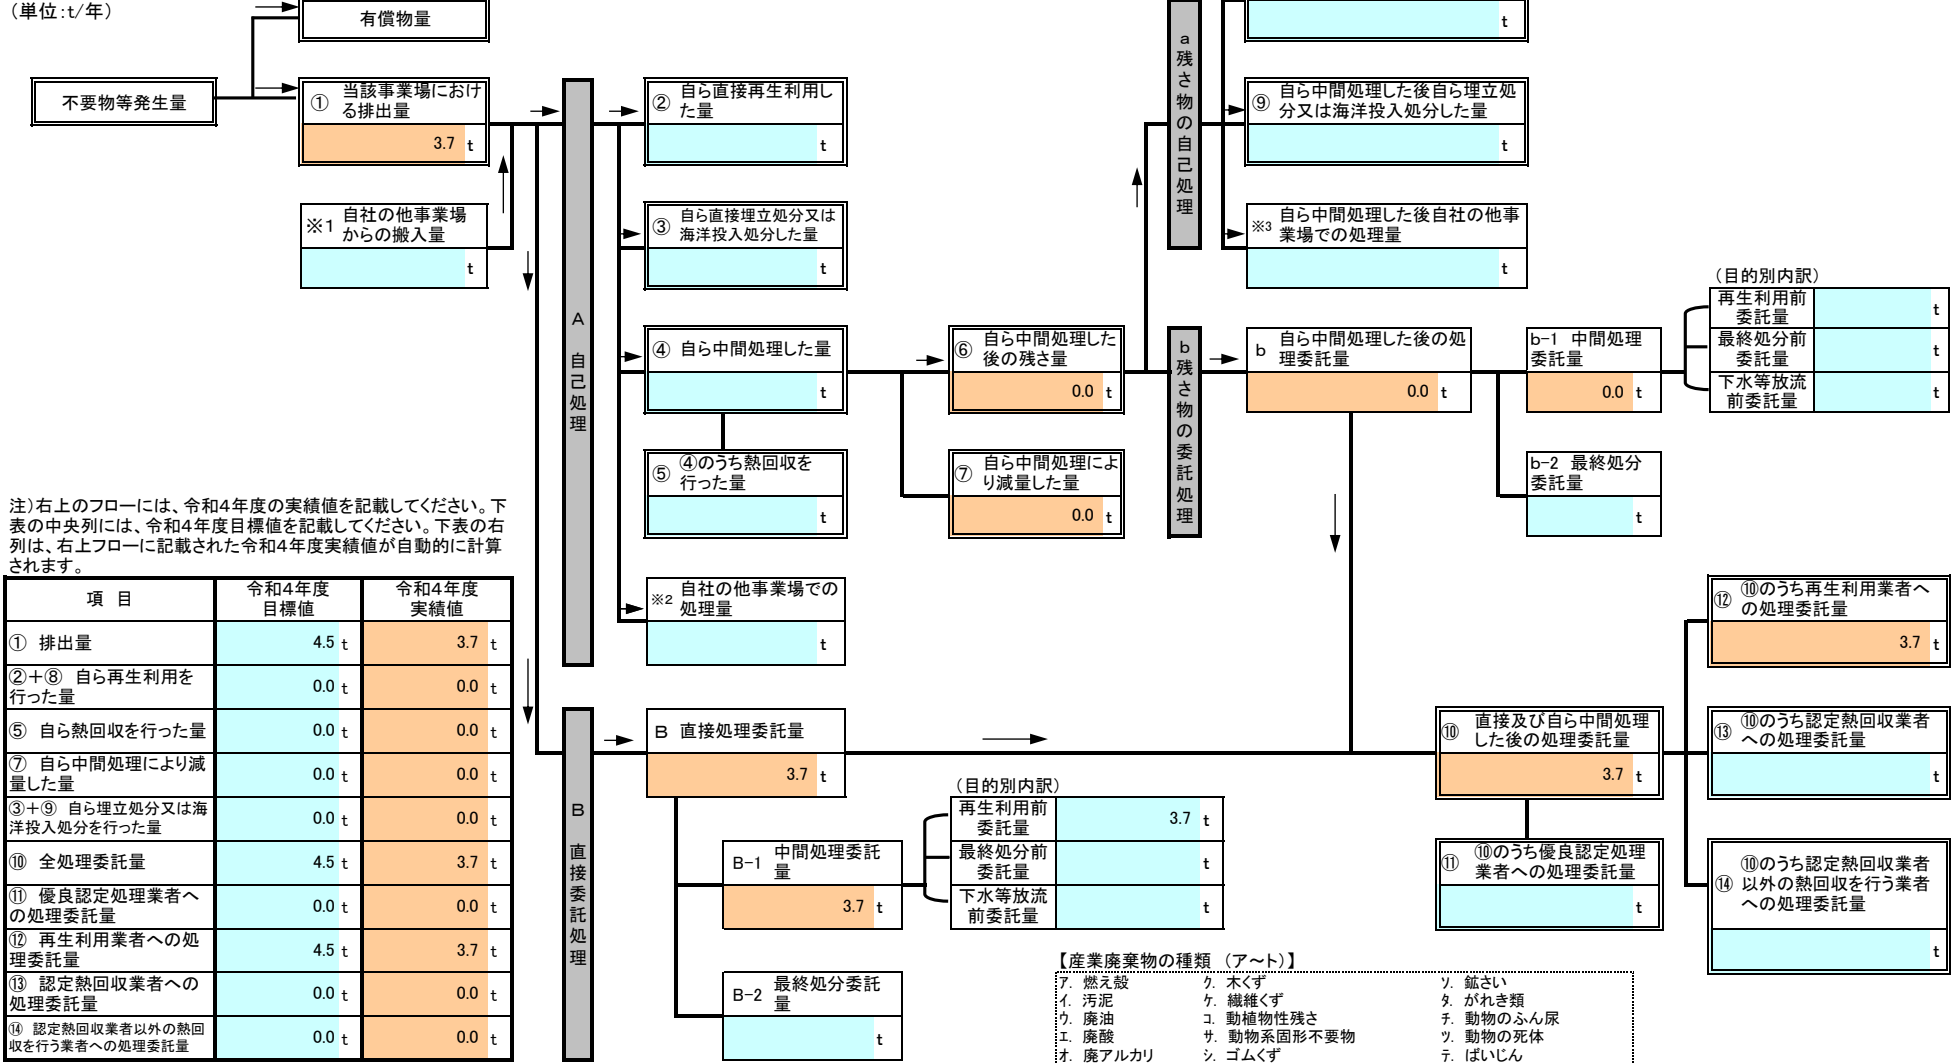 （単位：t/年）
有償物量
t
不要物等発生量
① 当該事業場におけ
る排出量
3.7 t
※1 自社の他事業場
からの搬入量
t
A 自己処理
② 自ら直接再生利用し
た量
t
③ 自ら直接埋立処分又は
海洋投入処分した量
t
④ 自ら中間処理した量
t
⑤ ④のうち熱回収を
行った量
t
※2 自社の他事業場での
処理量
t
⑥ 自ら中間処理した
後の残さ量
0.0 t
⑦ 自ら中間処理によ
り減量した量
0.0 t
a 残さ物の自己処理
⑨ 自ら中間処理した後自ら埋立処
分又は海洋投入処分した量
t
※3 自ら中間処理した後自社の他事
業場での処理量
t
b 残さ物の委託処理
b 自ら中間処理した後の処
理委託量
0.0 t
b-1 中間処理
委託量
0.0 t
b-2 最終処分
委託量
t
（目的別内訳）
再生利用前
委託量
t
最終処分前
委託量
t
下水等放流
前委託量
t
注）右上のフローには、令和4年度の実績値を記載してください。下
表の中央列には、令和4年度目標値を記載してください。下表の右
列は、右上フローに記載された令和4年度実績値が自動的に計算
されます。
項 目 令和4年度 目標値 令和4年度 実績値
① 排出量 4.5 t 3.7 t
②＋⑧ 自ら再生利用を
行った量 0.0 t 0.0 t
⑤ 自ら熱回収を行った量 0.0 t 0.0 t
⑦ 自ら中間処理により減
量した量 0.0 t 0.0 t
③＋⑨ 自ら埋立処分又は海
洋投入処分を行った量 0.0 t 0.0 t
⑩ 全処理委託量 4.5 t 3.7 t
⑪ 優良認定処理業者へ
の処理委託量 0.0 t 0.0 t
⑫ 再生利用業者への処
理委託量 4.5 t 3.7 t
⑬ 認定熱回収業者への
処理委託量 0.0 t 0.0 t
⑭ 認定熱回収業者以外の熱回
収を行う業者への処理委託量 0.0 t 0.0 t
B 直接委託処理
B 直接処理委託量
3.7 t
B-1 中間処理委託
量
3.7 t
B-2 最終処分委託
量
t
（目的別内訳）
再生利用前
委託量
3.7 t
最終処分前
委託量
t
下水等放流
前委託量
t
⑩ 直接及び自ら中間処理
した後の処理委託量
3.7 t
⑪ ⑩のうち優良認定処理
業者への処理委託量
t
⑫ ⑩のうち再生利用業者へ
の処理委託量
3.7 t
⑬ ⑩のうち認定熱回収業者
への処理委託量
t
⑭ ⑩のうち認定熱回収業者
以外の熱回収を行う業者
への処理委託量
t
【産業廃棄物の種類 （ア～ト）】
ア. 燃え殻 ク. 木くず ソ. 鉱さい
イ. 汚泥 ケ. 繊維くず タ. がれき類
ウ. 廃油 コ. 動植物性残さ チ. 動物のふん尿
エ. 廃酸 サ. 動物系固形不要物 ツ. 動物の死体
オ. 廃アルカリ シ. ゴムくず テ. ばいじん